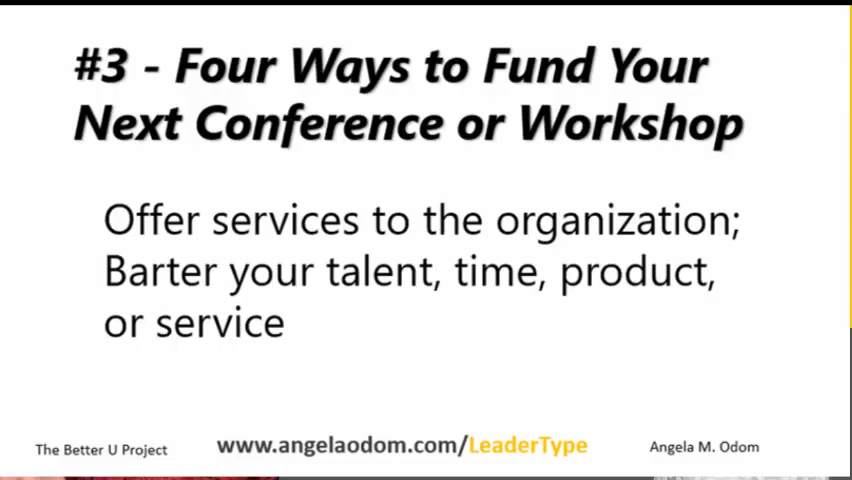 #3 - Four Ways to Fund Your
Next Conference or Workshop
Offer services to the organization;
Barter your talent, time, product,
or service
The Better U Project
www.angelaodom.com/LeaderType
Angela M. Odom